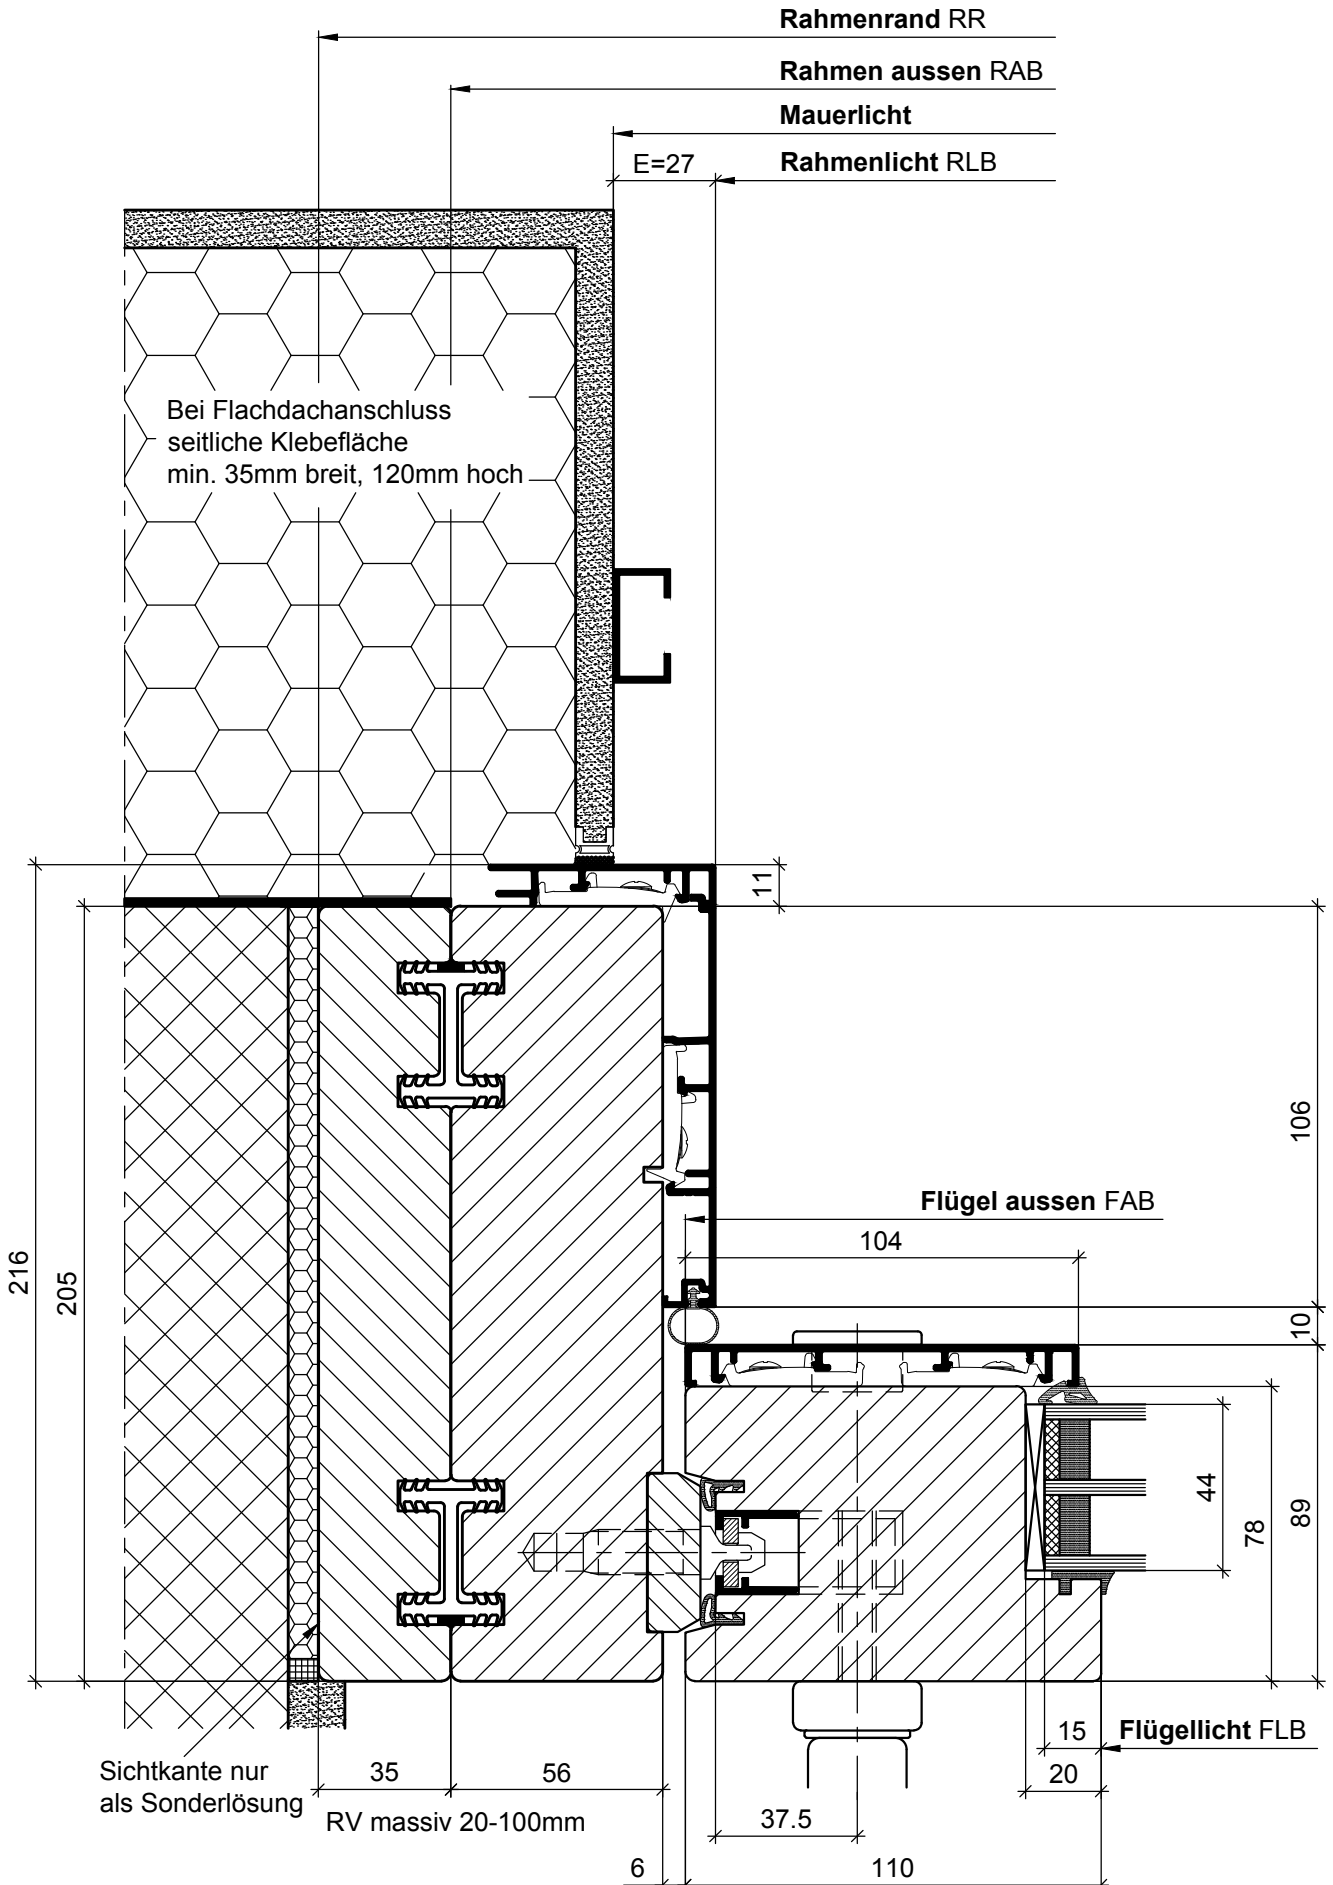 Rahmenrand RR
Rahmen aussen RAB
Mauerlicht
E=27
Rahmenlicht RLB
Bei Flachdachanschluss
seitliche Klebefläche
min. 35mm breit, 120mm hoch
11
106
Flügel aussen FAB
104
216
205
10
44
78
89
15
Flügellicht FLB
Sichtkante nur
als Sonderlösung
35
56
20
RV massiv 20-100mm
37.5
6
110